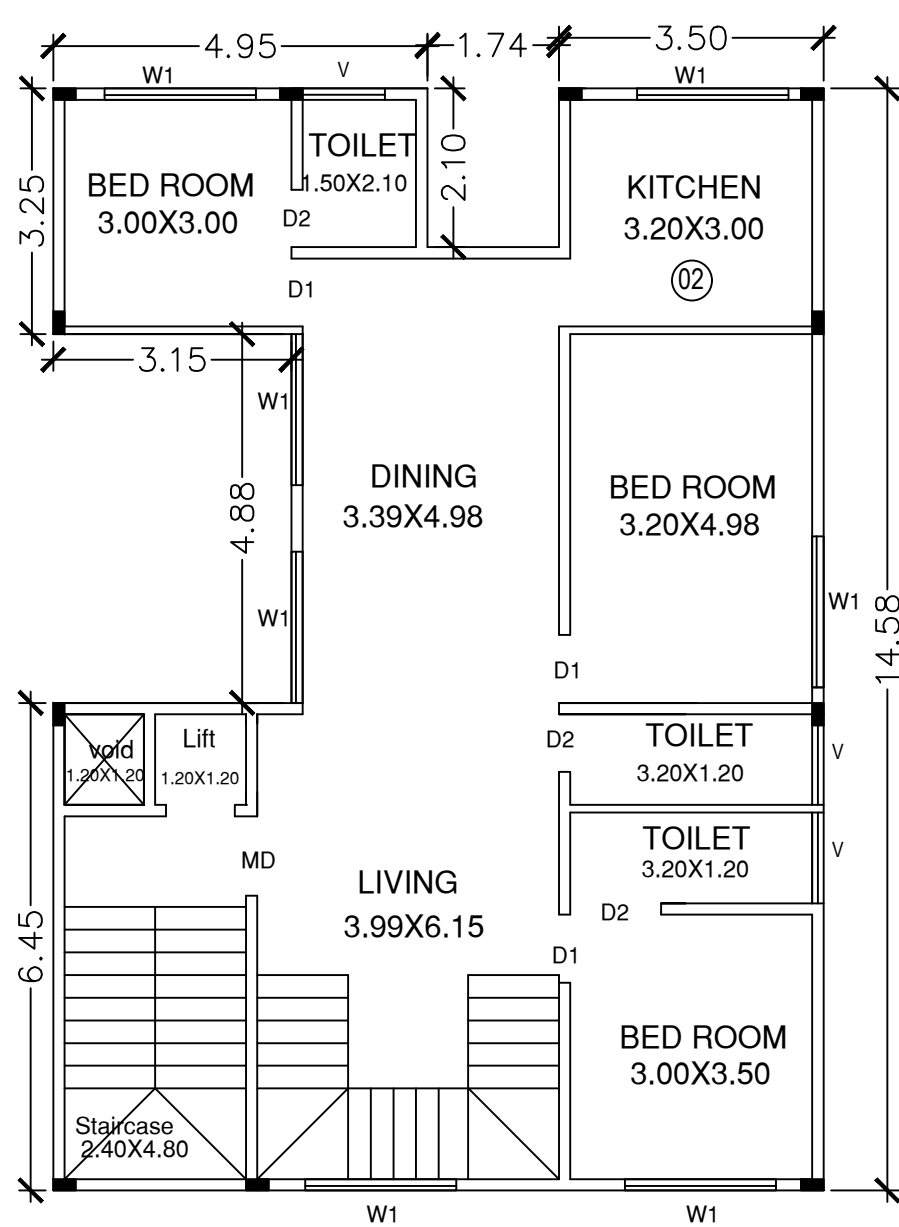 4.95
1.74
3.50
W1
V
W1
TOILET
1.50X2.10
2.10
BED ROOM
3.00X3.00
3.25
KITCHEN
3.20X3.00
D2
02
D1
3.15
W1
DINING
3.39X4.98
BED ROOM
3.20X4.98
4.88
W1
W1
14.58
D1
void
1.20X1.20
Lift
1.20X1.20
D2
TOILET
3.20X1.20
V
TOILET
3.20X1.20
V
MD
LIVING
3.99X6.15
D2
6.45
D1
BED ROOM
3.00X3.50
Staircase
2.40X4.80
W1
W1